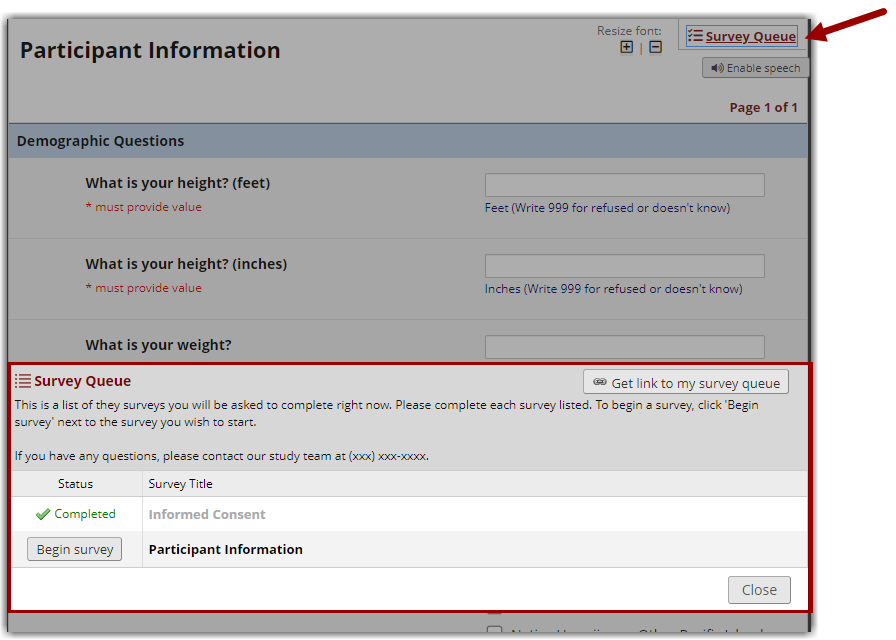 Participant Information
Resize font:
|
Survey Queue
Enable speech
Page 1 of 1
Demographic Questions
What is your height? (feet)
* must provide value
Feet (Write 999 for refused or doesn't know)
What is your height? (inches)
* must provide value
Inches (Write 999 for refused or doesn't know)
What is your weight?
Survey Queue
Get link to my survey queue
This is a list of they surveys you will be asked to complete right now. Please complete each survey listed. To begin a survey, click 'Begin
survey' next to the survey you wish to start.
If you have any questions, please contact our study team at (xxx) xxx-xxxx.
Status Survey Title
Completed Informed Consent
Begin survey Participant Information
Close